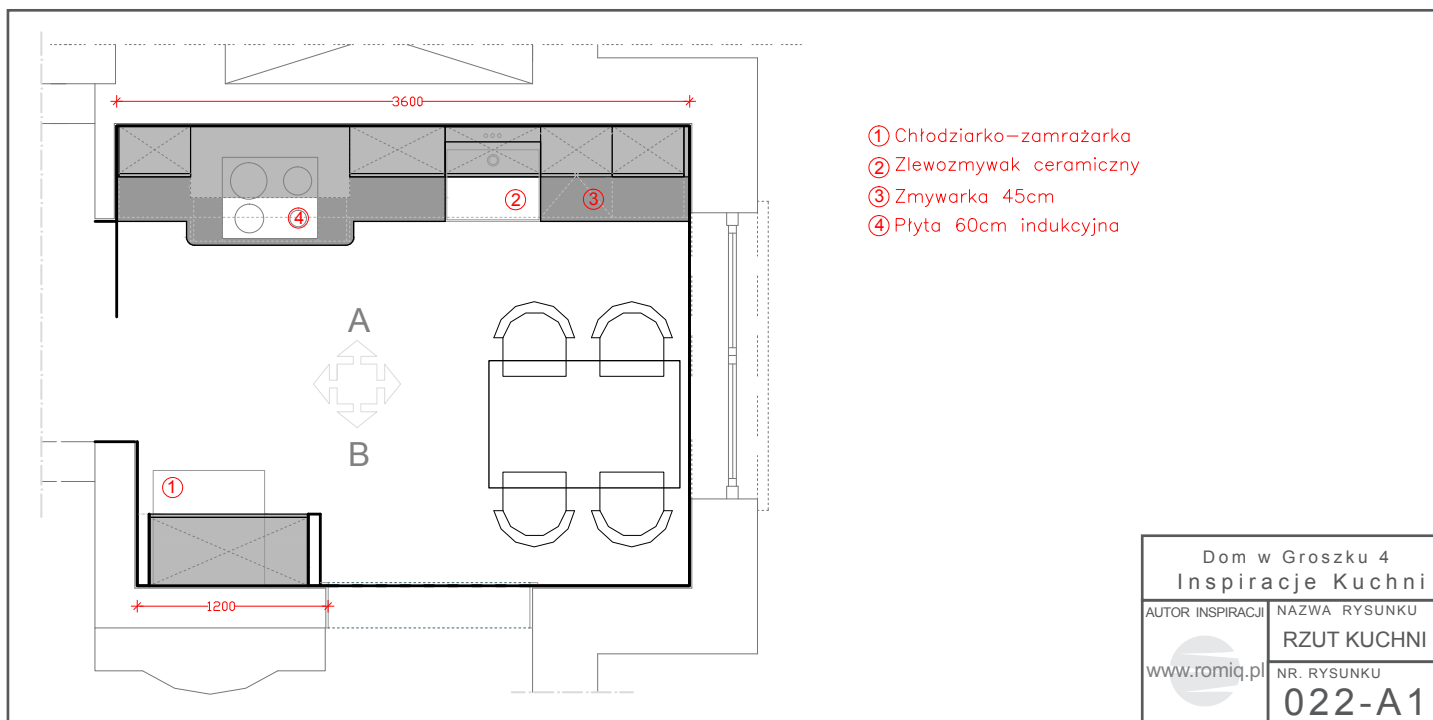 3600
① Chłodziarko-zamrażarka
② Zlewozmywak ceramiczny
③ Zmywarka 45cm
④ Płyta 60cm indukcyjna
②
③
④
A
B
①
1200
Dom w Groszku 4
Inspiracje Kuchni
AUTOR INSPIRACJI
www.romiq.pl
NAZWA RYSUNKU
RZUT KUCHNI
NR. RYSUNKU
022-A1